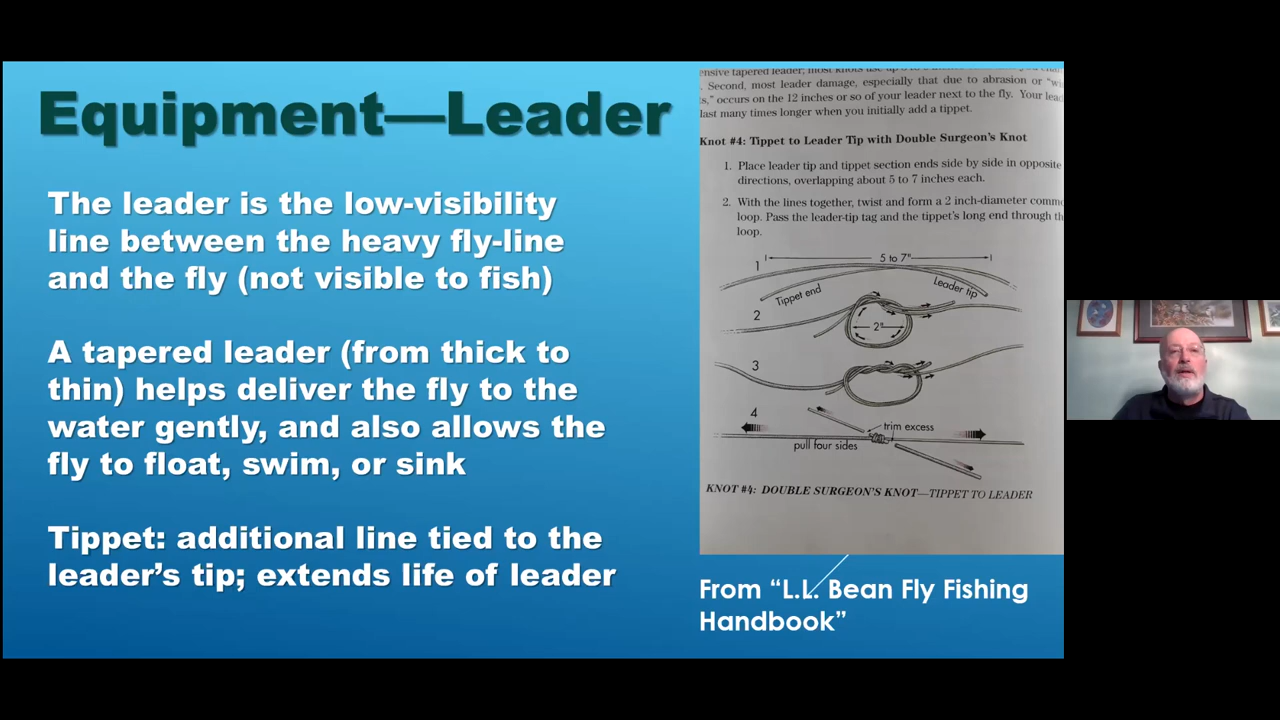 Equipment—Leader
The leader is the low-visibility
line between the heavy fly-line
and the fly (not visible to fish)
A tapered leader (from thick to
thin) helps deliver the fly to the
water gently, and also allows the
fly to float, swim, or sink
Tippet: additional line tied to the
leader's tip; extends life of leader
tapered leader; most knots use up
. Second, most leader damage, especially that due to abrasion or
occurs on the 12 inches or so of your leader next to the fly. Your
last many times longer when you initially add a tippet.
Knot #4: Tippet to Leader Tip with Double Surgeon's Knot
1. Place leader tip and tippet section ends side by side in opposite
directions, overlapping about 5 to 7 inches each.
2. With the lines together, twist and form a 2 inch-diameter
loop. Pass the leader-tip tag and the tippet's long end through
loop.
1
5 to 7"
Tippet end
Leader tip
2
2"
3
4
trim excess
pull four sides
KNOT #4: DOUBLE SURGEON'S KNOT—TIPPET TO LEADER
From “L.L. Bean Fly Fishing
Handbook”